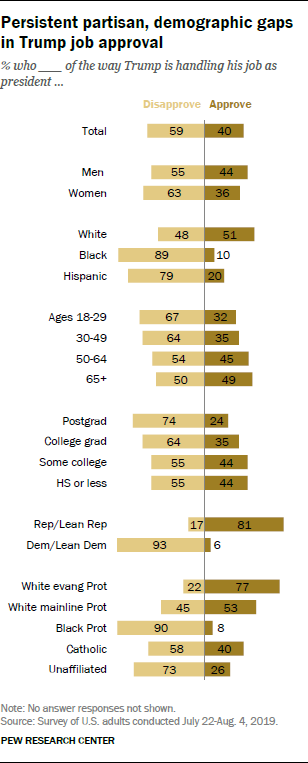 Persistent partisan, demographic gaps
in Trump job approval
% who ___ of the way Trump is handling his job as
president ...
Disapprove Approve
Total 59 40
Men 55 44
Women 63 36
White 48 51
Black 89 10
Hispanic 79 20
Ages 18-29 67 32
30-49 64 35
50-64 54 45
65+ 50 49
Postgrad 74 24
College grad 64 35
Some college 55 44
HS or less 55 44
Rep/Lean Rep 17 81
Dem/Lean Dem 93 6
White evang Prot 22 77
White mainline Prot 45 53
Black Prot 90 8
Catholic 58 40
Unaffiliated 73 26
Note: No answer responses not shown.
Source: Survey of U.S. adults conducted July 22-Aug. 4, 2019.
PEW RESEARCH CENTER